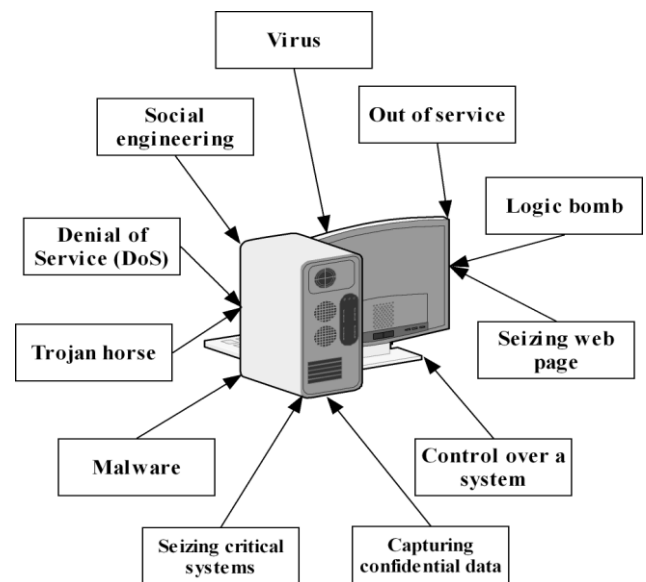 Virus
Social
engineering
Out of service
Logic bomb
Denial of
Service (DoS)
Trojan horse
Seizing web
page
Malware
Control over a
system
Seizing critical
systems
Capturing
confidential data